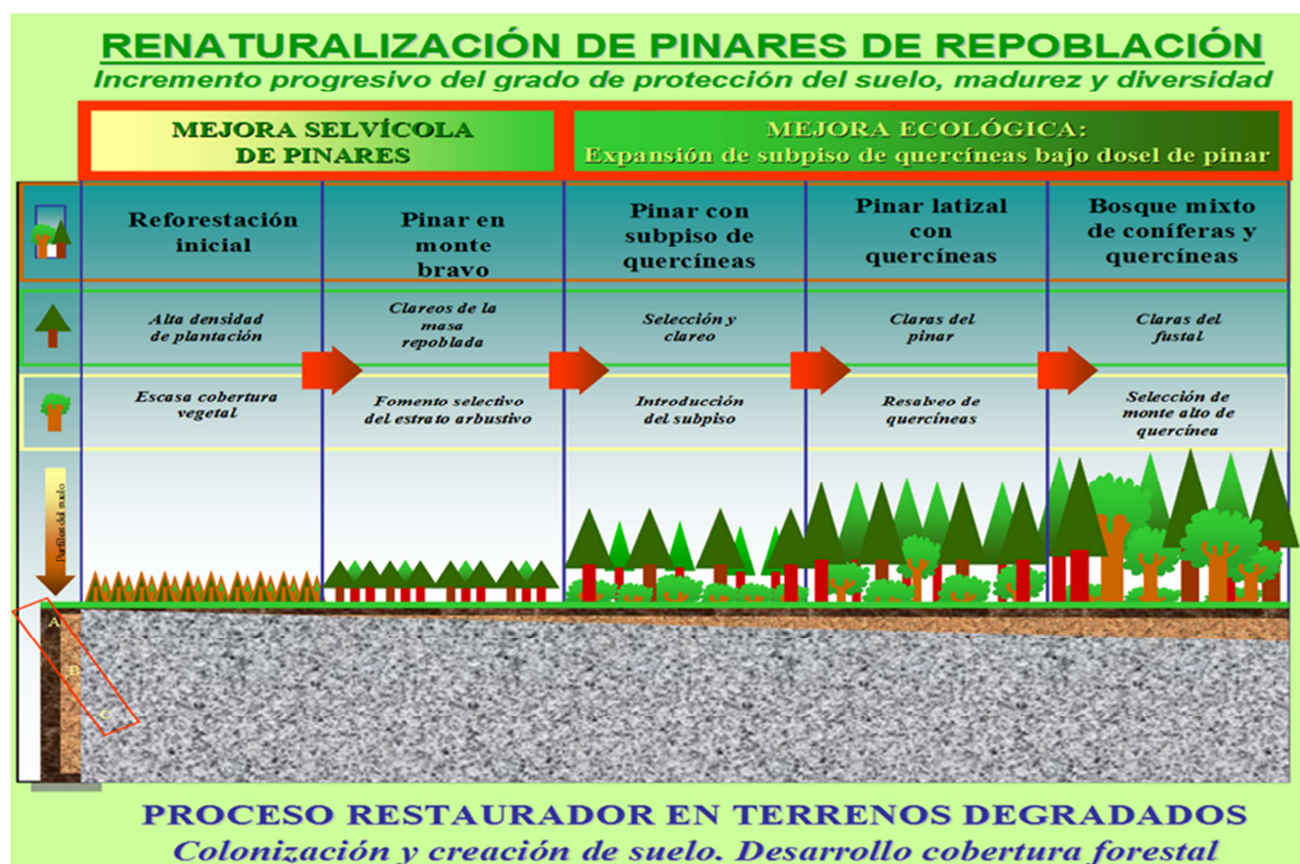 RENATURALIZACIÓN DE PINARES DE REPOBLACIÓN
Incremento progresivo del grado de protección del suelo, madurez y diversidad
MEJORA SELVÍCOLA
DE PINARES
MEJORA ECOLÓGICA:
Expansión de subpiso de quercíneas bajo dosel de pinar
Reforestación
inicial
Pinar en
monte
bravo
Pinar con
subpiso de
quercíneas
Pinar latizal
con
quercíneas
Bosque mixto
de coníferas y
quercíneas
Alta densidad
de plantación
Clareos de la
masa
repoblada
Selección y
clareo
Claras del
pinar
Claras del
fustal
Escasa cobertura
vegetal
Fomento selectivo
del estrato arbustivo
Introducción
del subpiso
Resalveo de
quercíneas
Selección de
monte alto de
quercínea
Perfiles del suelo
A
B
C
PROCESO RESTAURADOR EN TERRENOS DEGRADADOS
Colonización y creación de suelo. Desarrollo cobertura forestal